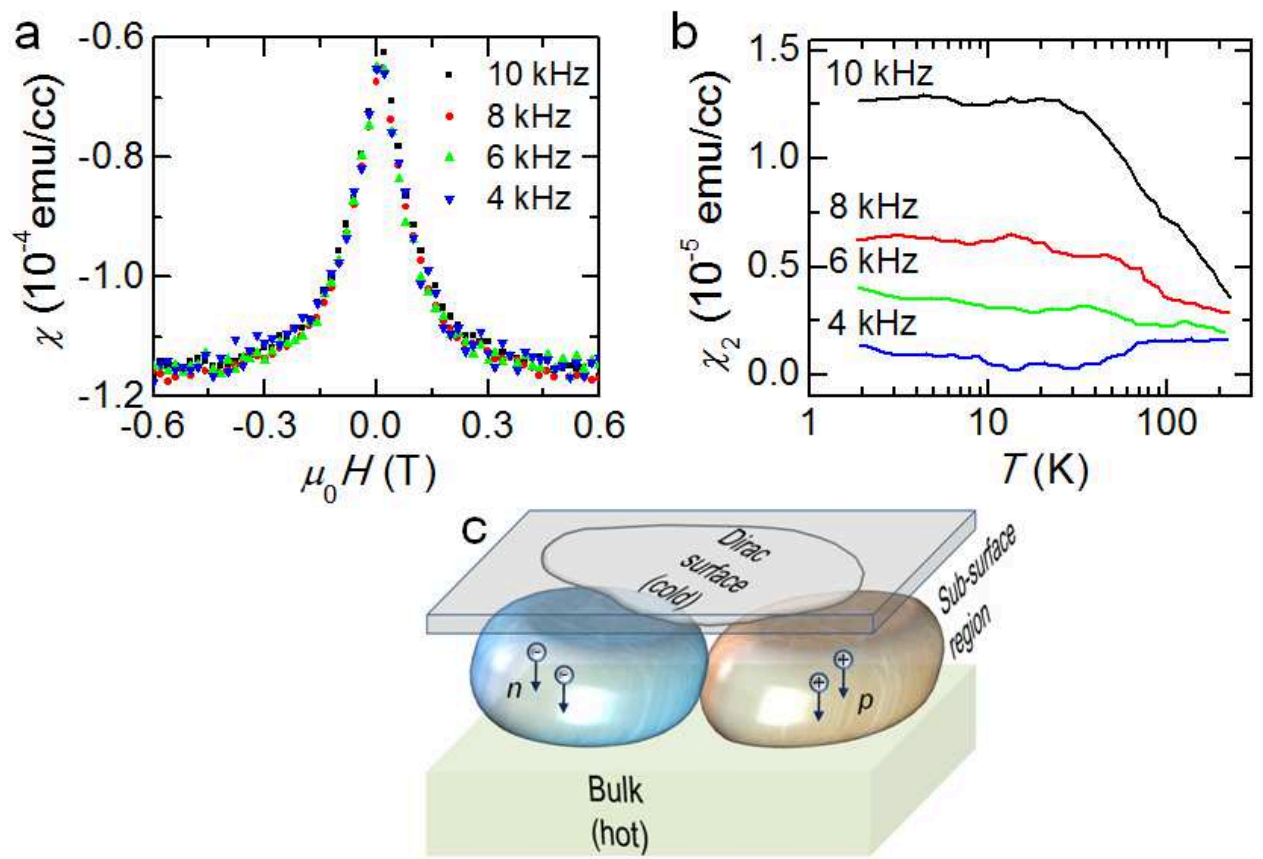 a
-0.6
-0.8
-1.0
-1.2
χ (10⁻⁴ emu/cc)
10 kHz
8 kHz
6 kHz
4 kHz
-0.6 -0.3 0.0 0.3 0.6
μ₀H (T)
b
1.5
1.0
0.5
0.0
χ₂ (10⁻⁵ emu/cc)
10 kHz
8 kHz
6 kHz
4 kHz
1 10 100
T (K)
c
Dirac
surface
(cold)
Sub-surface
region
- -
n
+ +
p
Bulk
(hot)